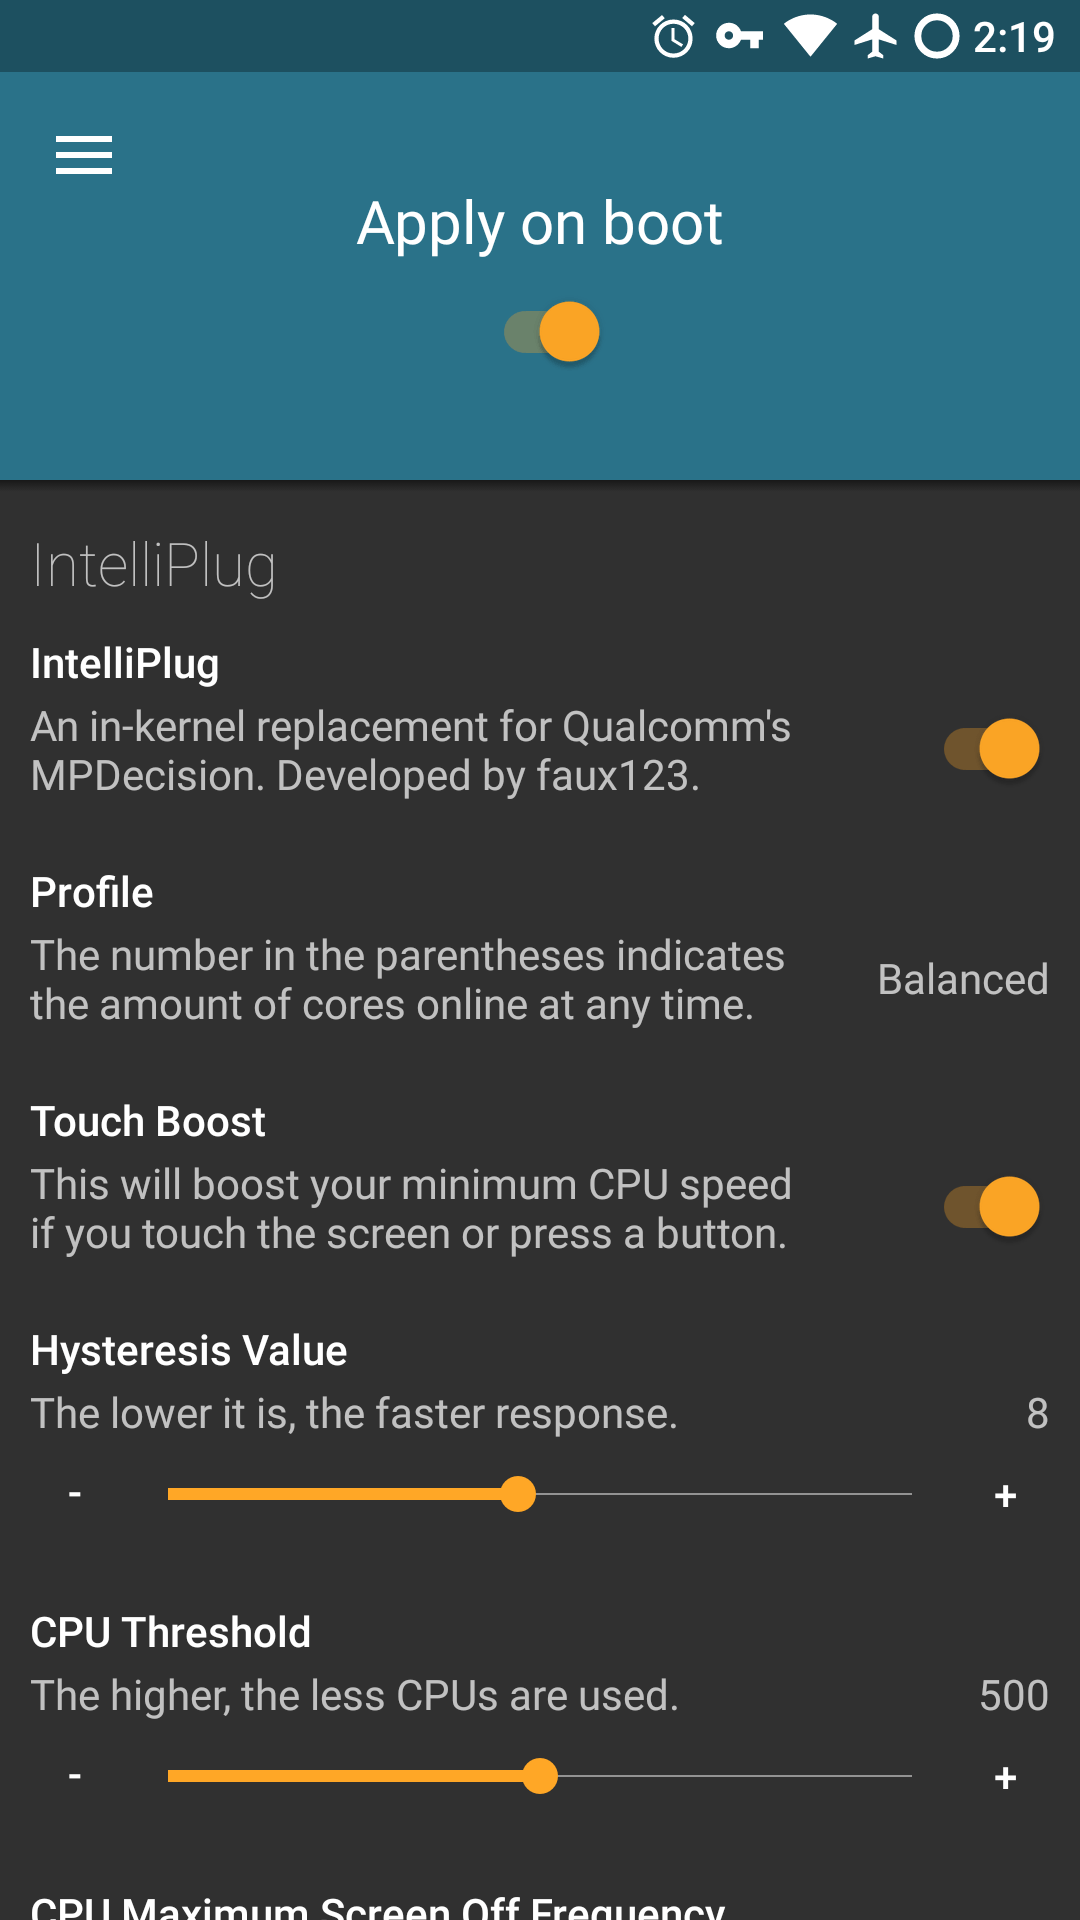 2:19
Apply on boot
IntelliPlug
IntelliPlug
An in-kernel replacement for Qualcomm's
MPDecision. Developed by faux123.
Profile
The number in the parentheses indicates
the amount of cores online at any time.
Balanced
Touch Boost
This will boost your minimum CPU speed
if you touch the screen or press a button.
Hysteresis Value
The lower it is, the faster response.
8
- +
CPU Threshold
The higher, the less CPUs are used.
500
- +
CPU Maximum Screen Off Frequency